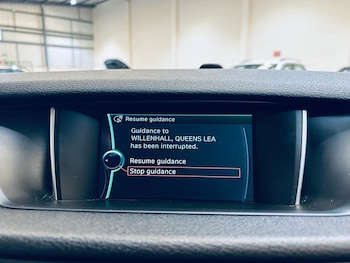 Resume guidance
Guidance to
WILLENHALL, QUEENS LEA
has been interrupted.
Resume guidance
Stop guidance